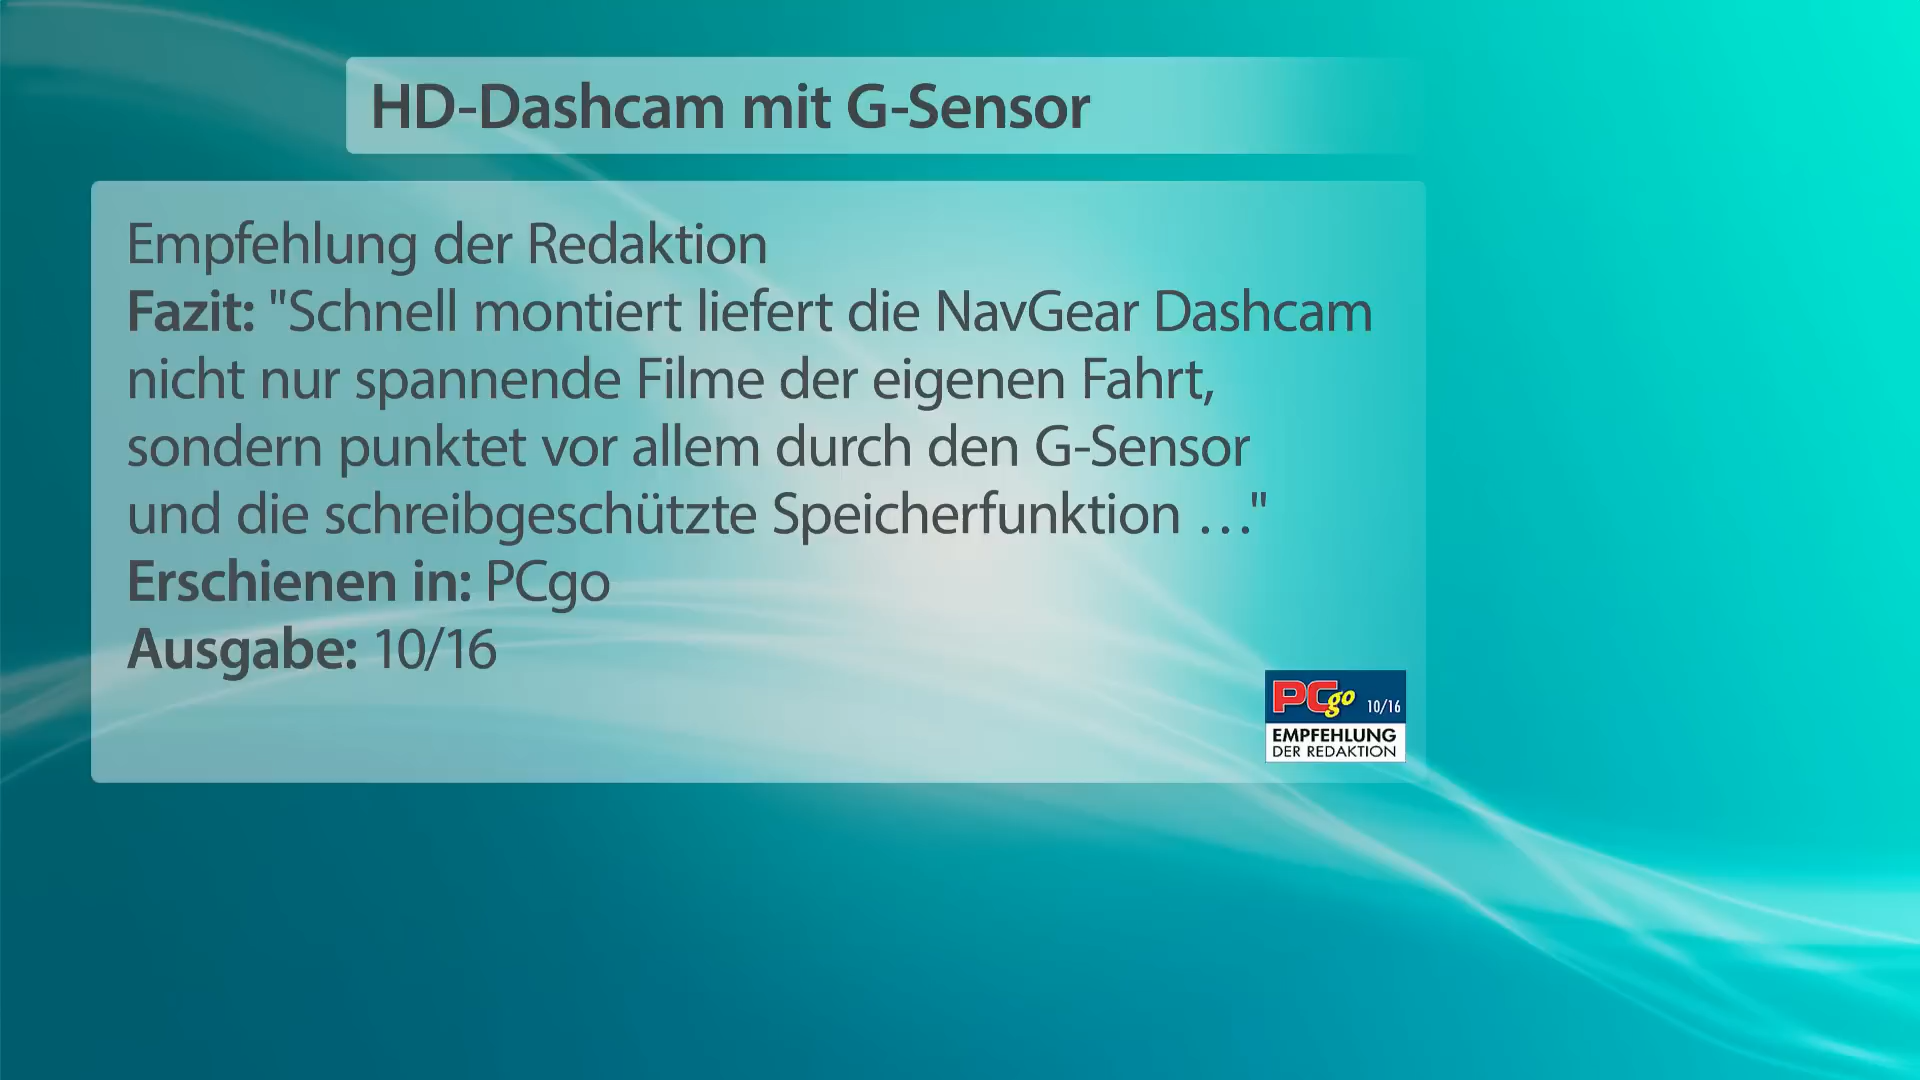 HD-Dashcam mit G-Sensor
Empfehlung der Redaktion
Fazit: "Schnell montiert liefert die NavGear Dashcam
nicht nur spannende Filme der eigenen Fahrt,
sondern punktet vor allem durch den G-Sensor
und die schreibgeschützte Speicherfunktion …"
Erschienen in: PCgo
Ausgabe: 10/16
PCgo 10/16
EMPFEHLUNG
DER REDAKTION